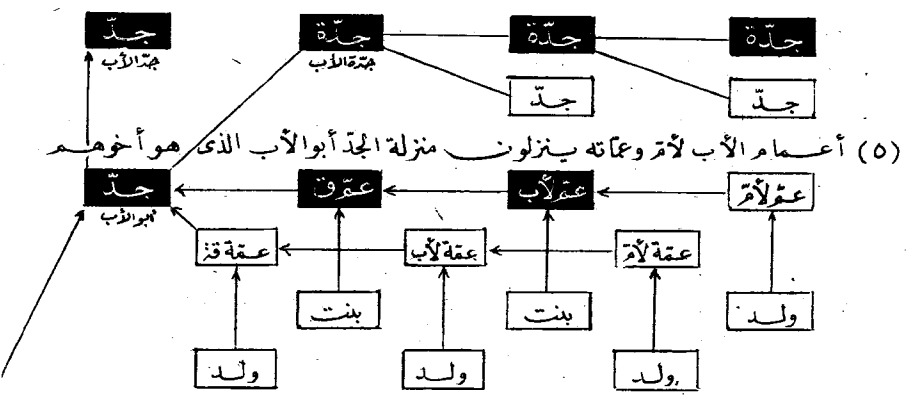 جدّة جدّة جدّة جدّ
جدّة الأب جدّ الأب
جدّ جدّ
(٥) أعمام الأب لأمّ وعمّاته ينزلون منزلة الجدّ أبو الأب الذى هو أخوهم
عمّ لأمّ عمّ لأب عمّ ق جدّ
أبو الأب
عمّة لأمّ عمّة لأب عمّة قة
ولد بنت بنت
ولد ولد ولد